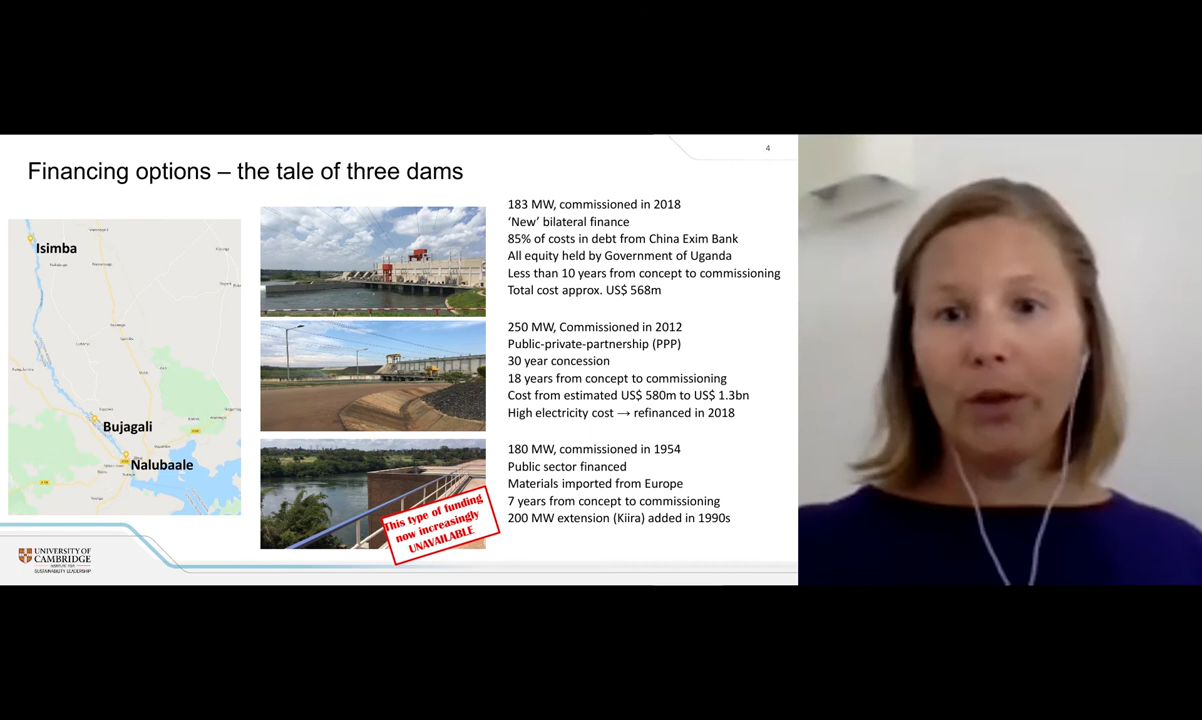 4
Financing options – the tale of three dams
Isimba
Bujagali
Nalubaale
183 MW, commissioned in 2018
‘New’ bilateral finance
85% of costs in debt from China Exim Bank
All equity held by Government of Uganda
Less than 10 years from concept to commissioning
Total cost approx. US$ 568m
250 MW, Commissioned in 2012
Public-private-partnership (PPP)
30 year concession
18 years from concept to commissioning
Cost from estimated US$ 580m to US$ 1.3bn
High electricity cost → refinanced in 2018
180 MW, commissioned in 1954
Public sector financed
Materials imported from Europe
7 years from concept to commissioning
200 MW extension (Kiira) added in 1990s
This type of funding
now increasingly
UNAVAILABLE
UNIVERSITY OF
CAMBRIDGE
INSTITUTE FOR
SUSTAINABILITY LEADERSHIP